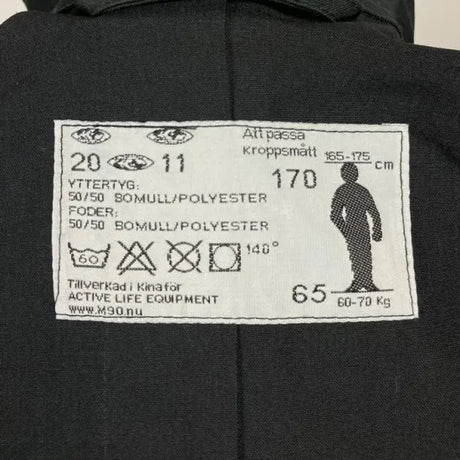 Att passa
kroppsmått
165-175
cm
170
20 11
YTTERTYG:
50/50 BOMULL/POLYESTER
FODER:
50/50 BOMULL/POLYESTER
60
140°
Tillverkad i Kina för
ACTIVE LIFE EQUIPMENT
www.M90.nu
65
60-70 Kg